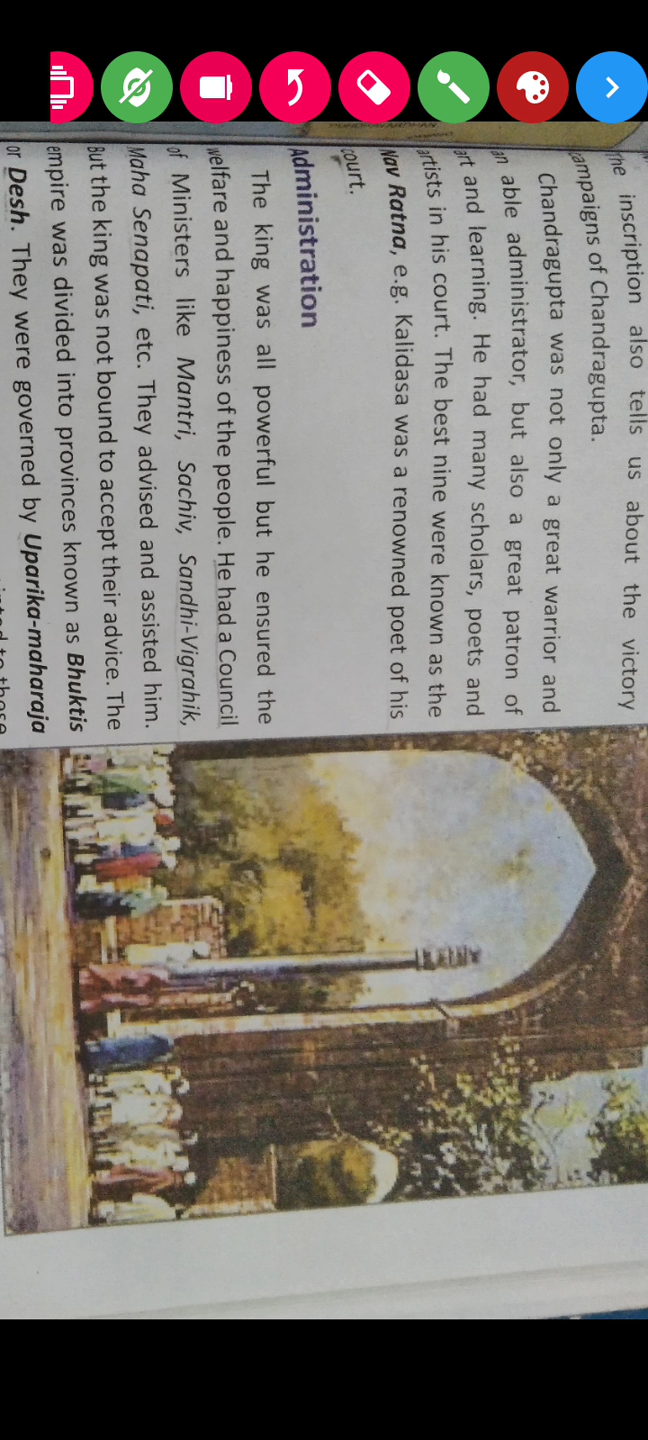 The inscription also tells us about the victory
campaigns of Chandragupta.
Chandragupta was not only a great warrior and
an able administrator, but also a great patron of
art and learning. He had many scholars, poets and
artists in his court. The best nine were known as the
Nav Ratna, e.g. Kalidasa was a renowned poet of his
court.
Administration
The king was all powerful but he ensured the
welfare and happiness of the people. He had a Council
of Ministers like Mantri, Sachiv, Sandhi-Vigrahik,
Maha Senapati, etc. They advised and assisted him.
But the king was not bound to accept their advice. The
empire was divided into provinces known as Bhuktis
or Desh. They were governed by Uparika-maharaja